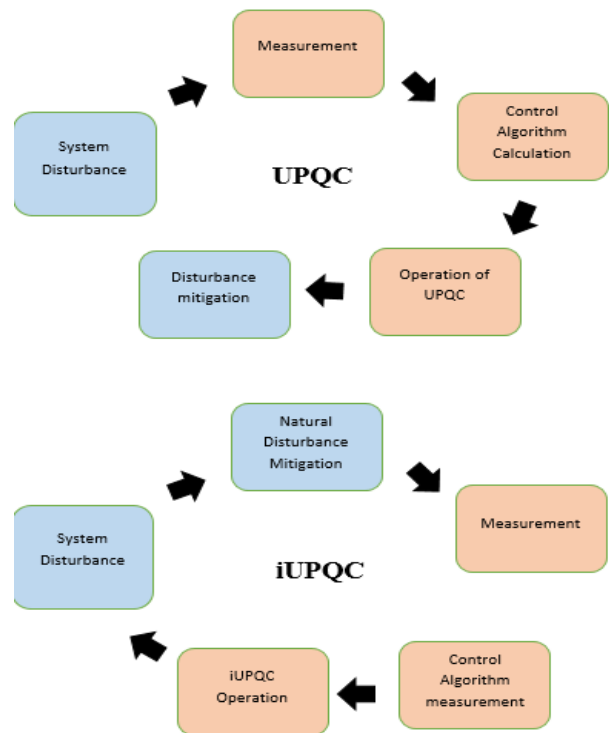 Measurement
System
Disturbance
Control
Algorithm
Calculation
UPQC
Disturbance
mitigation
Operation of
UPQC
Natural
Disturbance
Mitigation
System
Disturbance
Measurement
iUPQC
iUPQC
Operation
Control
Algorithm
measurement